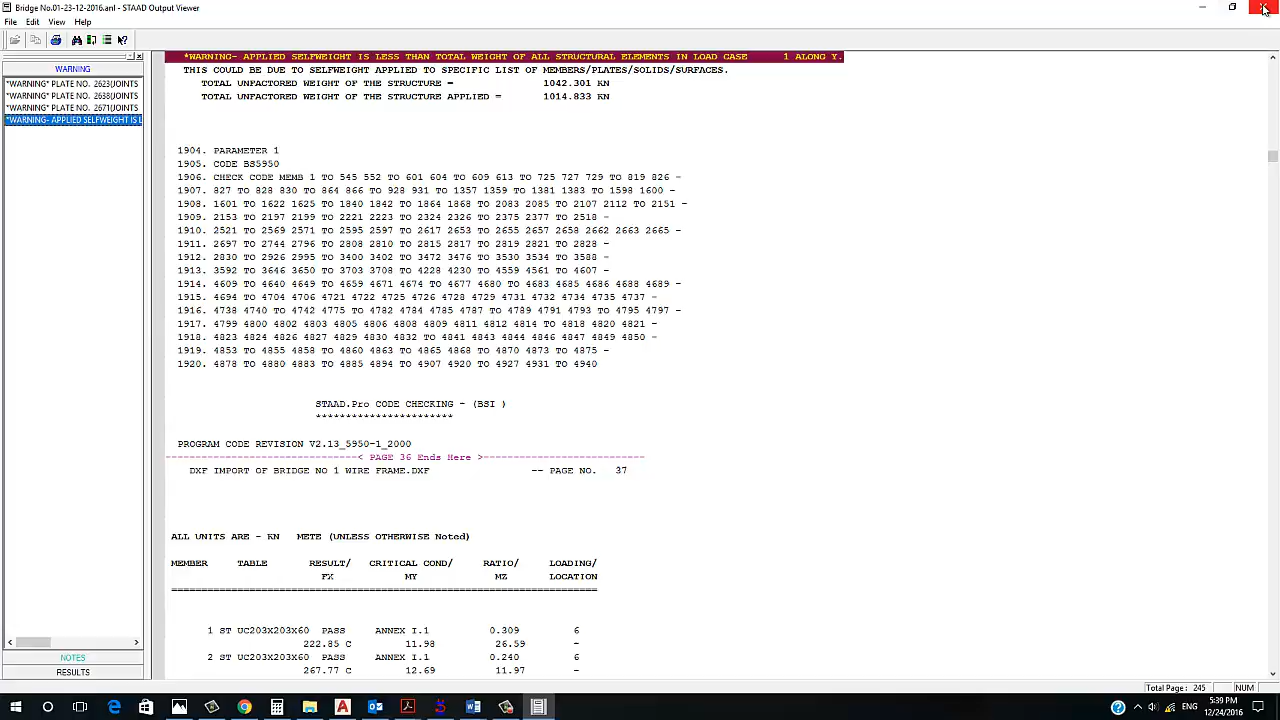 Bridge No.01-23-12-2016.anl - STAAD Output Viewer
File Edit View Help
WARNING
*WARNING* PLATE NO. 2623(JOINTS
*WARNING* PLATE NO. 2638(JOINTS
*WARNING* PLATE NO. 2671(JOINTS
*WARNING- APPLIED SELFWEIGHT IS L
*WARNING- APPLIED SELFWEIGHT IS LESS THAN TOTAL WEIGHT OF ALL STRUCTURAL ELEMENTS IN LOAD CASE 1 ALONG Y.
THIS COULD BE DUE TO SELFWEIGHT APPLIED TO SPECIFIC LIST OF MEMBERS/PLATES/SOLIDS/SURFACES.
TOTAL UNFACTORED WEIGHT OF THE STRUCTURE = 1042.301 KN
TOTAL UNFACTORED WEIGHT OF THE STRUCTURE APPLIED = 1014.833 KN
1904. PARAMETER 1
1905. CODE BS5950
1906. CHECK CODE MEMB 1 TO 545 552 TO 601 604 TO 609 613 TO 725 727 729 TO 819 826 -
1907. 827 TO 828 830 TO 864 866 TO 928 931 TO 1357 1359 TO 1381 1383 TO 1598 1600 -
1908. 1601 TO 1622 1625 TO 1840 1842 TO 1864 1868 TO 2083 2085 TO 2107 2112 TO 2151 -
1909. 2153 TO 2197 2199 TO 2221 2223 TO 2324 2326 TO 2375 2377 TO 2518 -
1910. 2521 TO 2569 2571 TO 2595 2597 TO 2617 2653 TO 2655 2657 2658 2662 2663 2665 -
1911. 2697 TO 2744 2796 TO 2808 2810 TO 2815 2817 TO 2819 2821 TO 2828 -
1912. 2830 TO 2926 2995 TO 3400 3402 TO 3472 3476 TO 3530 3534 TO 3588 -
1913. 3592 TO 3646 3650 TO 3703 3708 TO 4228 4230 TO 4559 4561 TO 4607 -
1914. 4609 TO 4640 4649 TO 4659 4671 4674 TO 4677 4680 TO 4683 4685 4686 4688 4689 -
1915. 4694 TO 4704 4706 4721 4722 4725 4726 4728 4729 4731 4732 4734 4735 4737 -
1916. 4738 4740 TO 4742 4775 TO 4782 4784 4785 4787 TO 4789 4791 4793 TO 4795 4797 -
1917. 4799 4800 4802 4803 4805 4806 4808 4809 4811 4812 4814 TO 4818 4820 4821 -
1918. 4823 4824 4826 4827 4829 4830 4832 TO 4841 4843 4844 4846 4847 4849 4850 -
1919. 4853 TO 4855 4858 TO 4860 4863 TO 4865 4868 TO 4870 4873 TO 4875 -
1920. 4878 TO 4880 4883 TO 4885 4894 TO 4907 4920 TO 4927 4931 TO 4940
STAAD.Pro CODE CHECKING - (BSI )
***********************
PROGRAM CODE REVISION V2.13_5950-1_2000
--------------------------------< PAGE 36 Ends Here >---------------------------
DXF IMPORT OF BRIDGE NO 1 WIRE FRAME.DXF -- PAGE NO. 37
ALL UNITS ARE - KN METE (UNLESS OTHERWISE Noted)
MEMBER TABLE RESULT/ CRITICAL COND/ RATIO/ LOADING/
FX MY MZ LOCATION
=======================================================================
1 ST UC203X203X60 PASS ANNEX I.1 0.309 6
222.85 C 11.98 26.59 -
2 ST UC203X203X60 PASS ANNEX I.1 0.240 6
267.77 C 12.69 11.97 -
NOTES
RESULTS
Total Page : 245 NUM
5:39 PM
12/24/2016